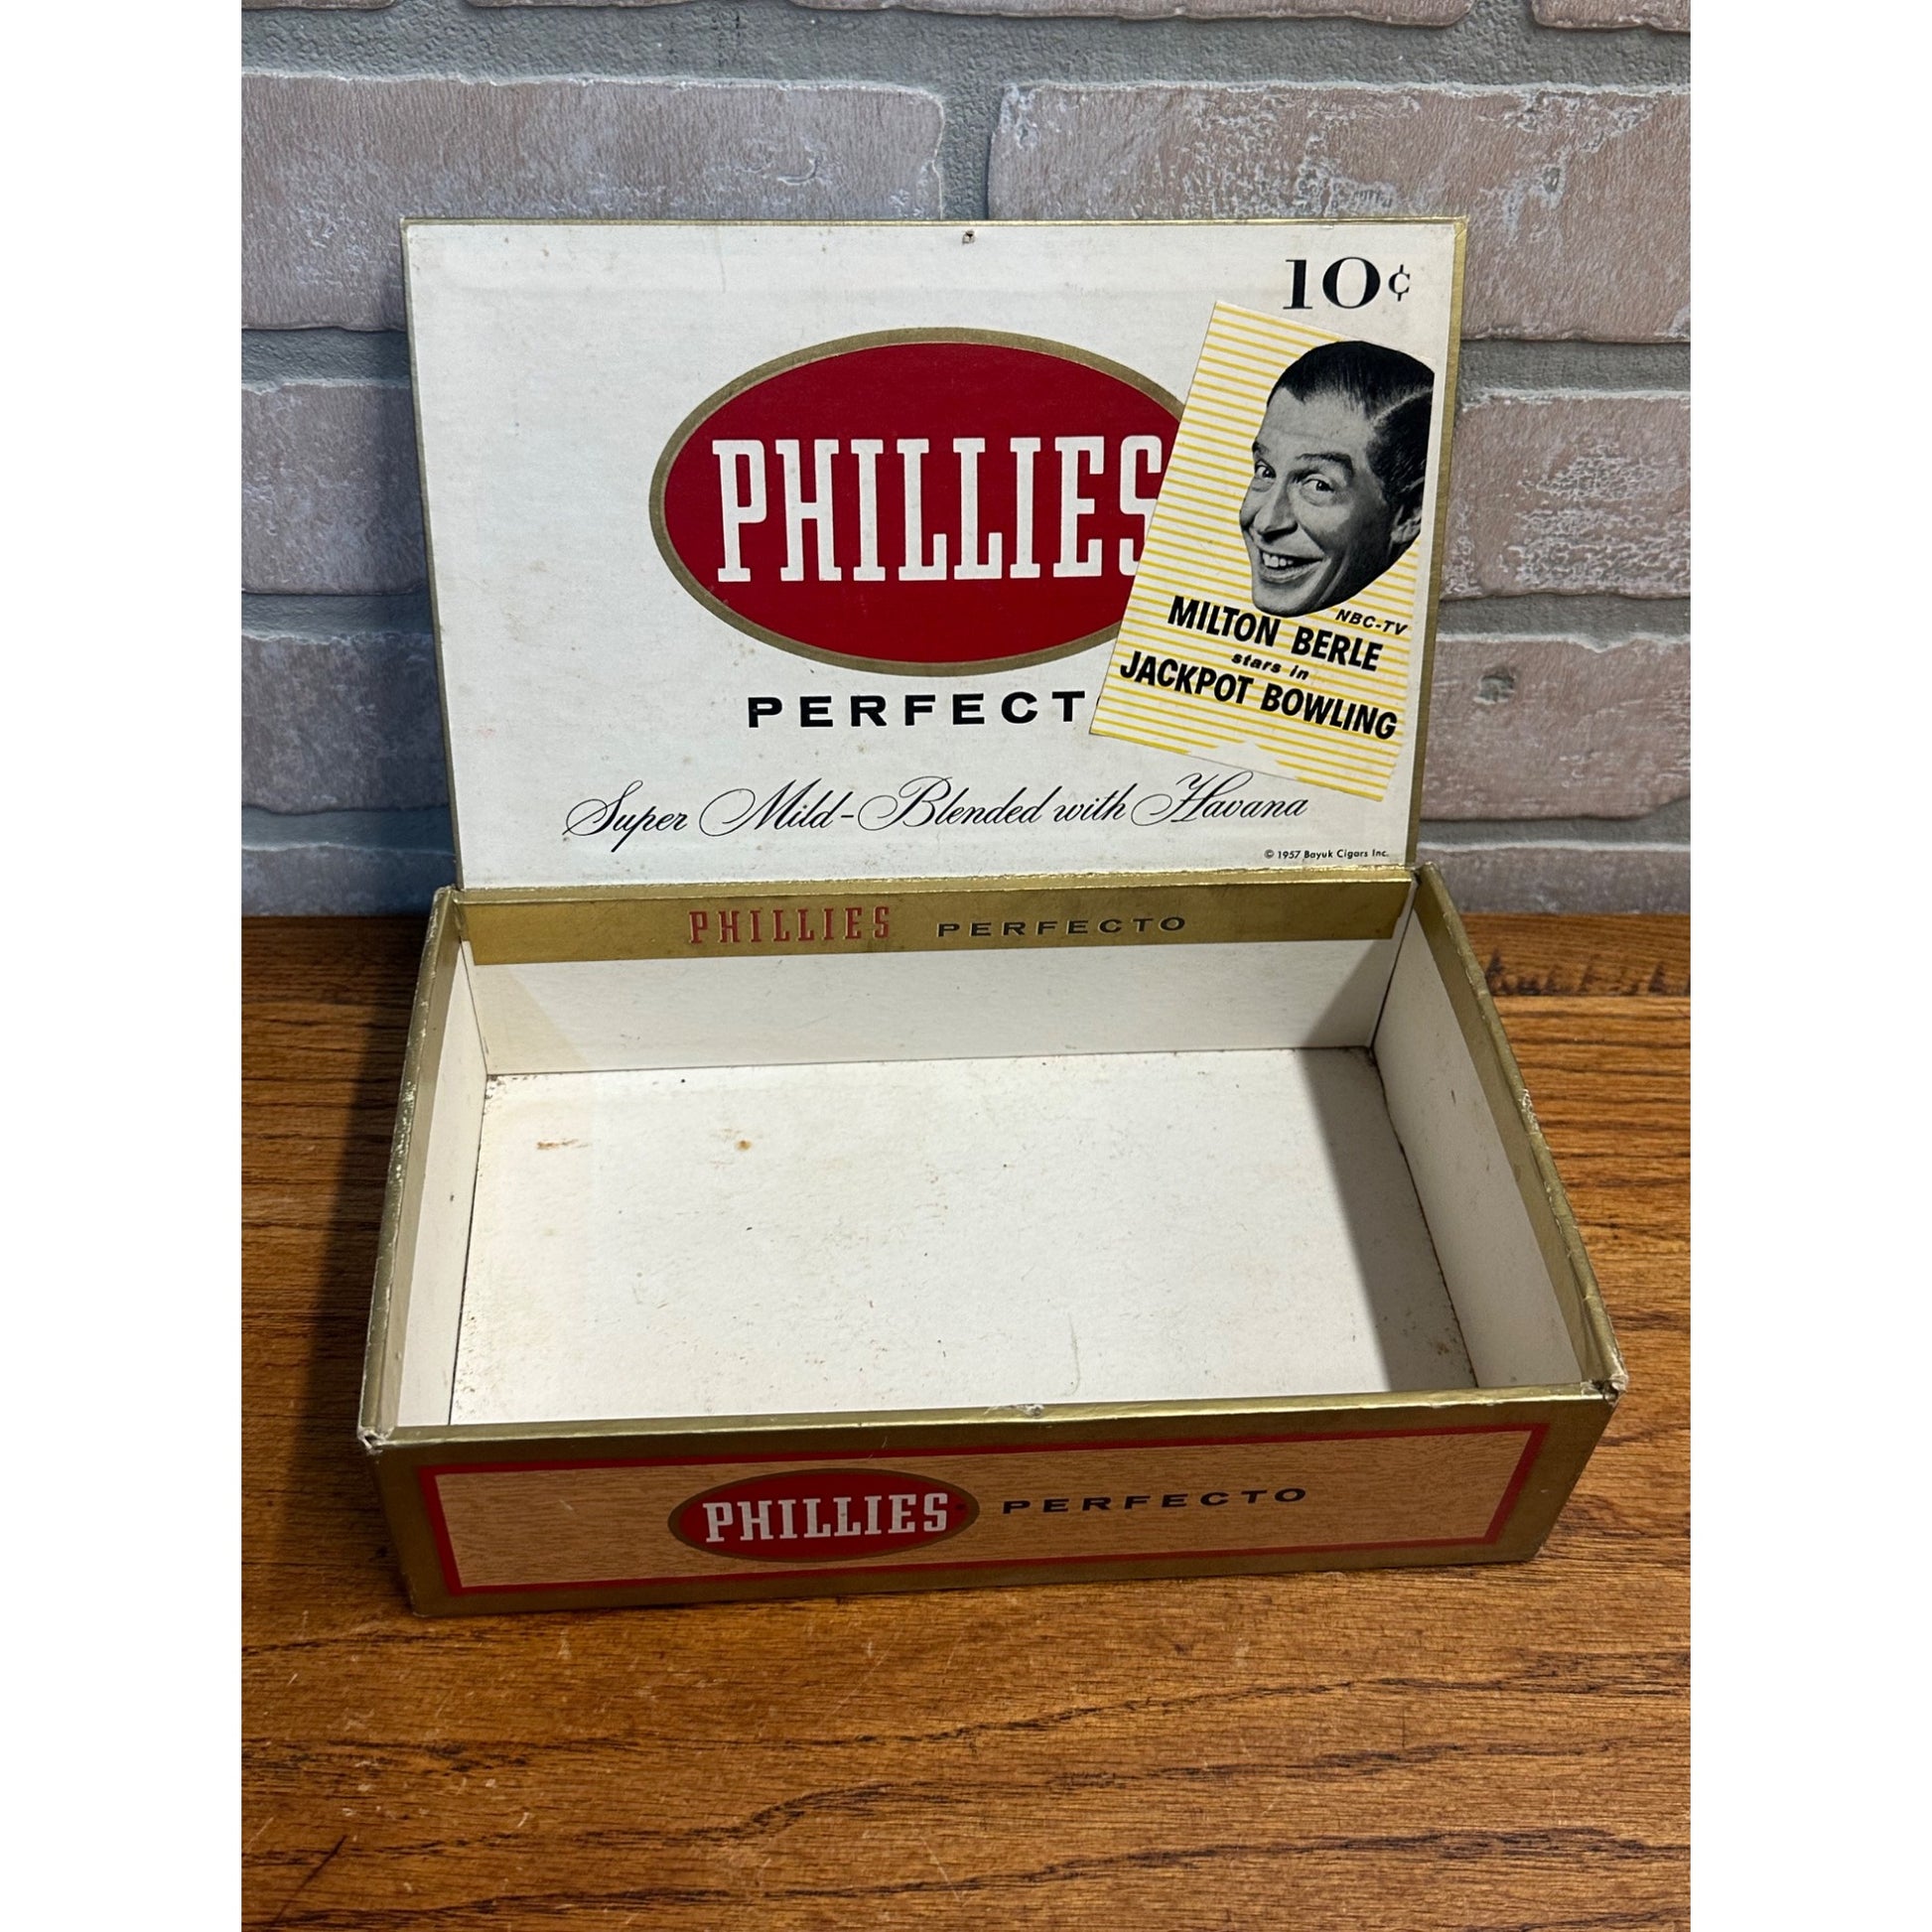 10¢
PHILLIES
PERFECT
NBC-TV
MILTON BERLE
stars in
JACKPOT BOWLING
Super Mild-Blended with Havana
© 1957 Bayuk Cigars Inc.
PHILLIES PERFECTO
PHILLIES PERFECTO